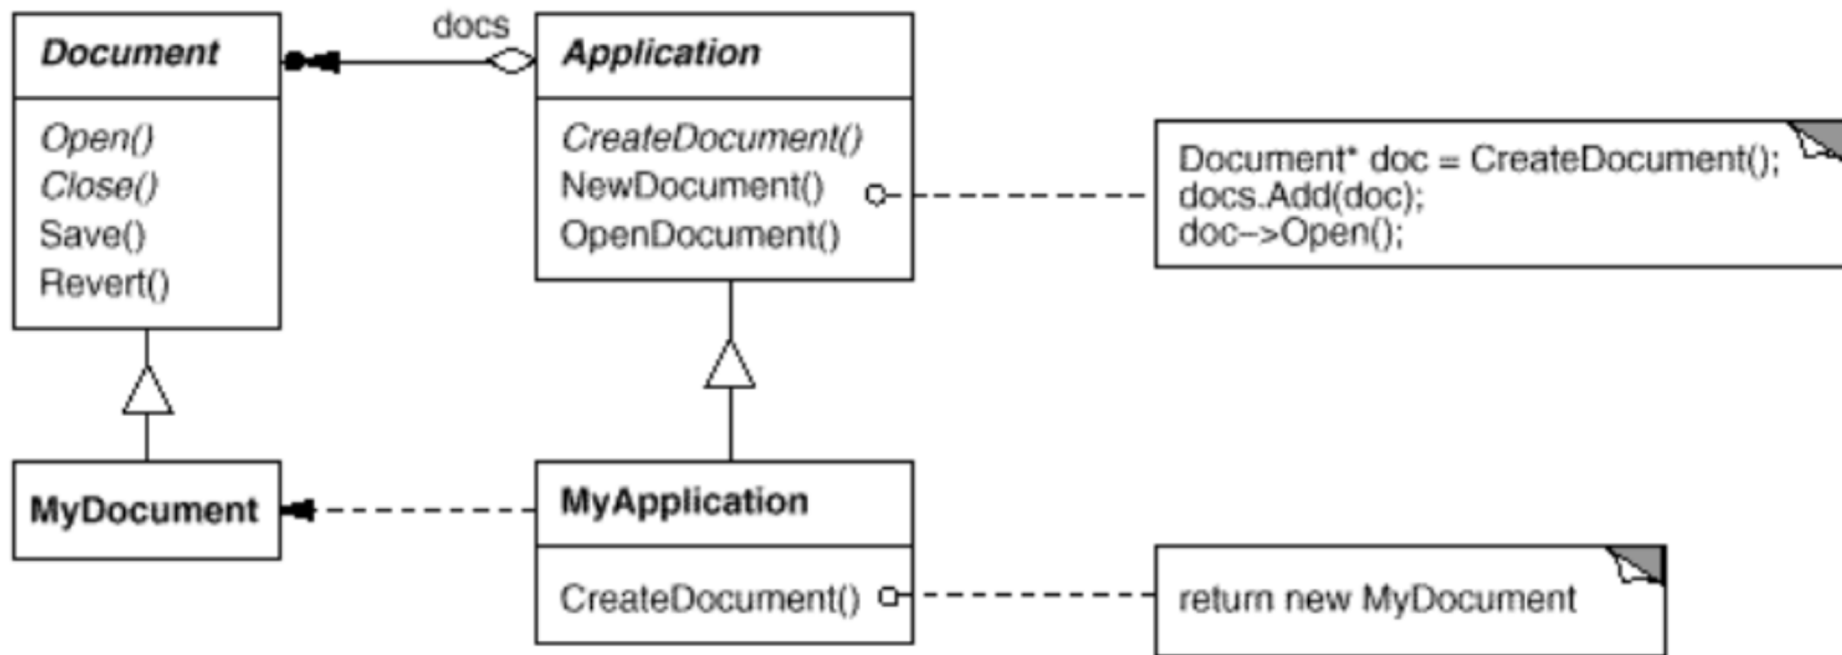 docs
Document
Open()
Close()
Save()
Revert()
Application
CreateDocument()
NewDocument()
OpenDocument()
Document* doc = CreateDocument();
docs.Add(doc);
doc->Open();
MyDocument
MyApplication
CreateDocument()
return new MyDocument